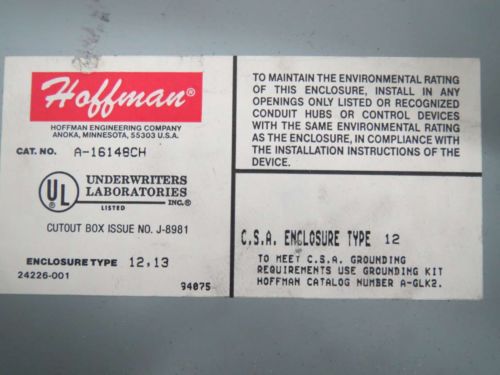 Hoffman®
HOFFMAN ENGINEERING COMPANY
ANOKA, MINNESOTA, 55303 U.S.A.
CAT. NO. A-16148CH
UL
LISTED
UNDERWRITERS
LABORATORIES
INC.®
CUTOUT BOX ISSUE NO. J-8981
ENCLOSURE TYPE 12,13
24226-001
94875
TO MAINTAIN THE ENVIRONMENTAL RATING
OF THIS ENCLOSURE, INSTALL IN ANY
OPENINGS ONLY LISTED OR RECOGNIZED
CONDUIT HUBS OR CONTROL DEVICES
WITH THE SAME ENVIRONMENTAL RATING
AS THE ENCLOSURE, IN COMPLIANCE WITH
THE INSTALLATION INSTRUCTIONS OF THE
DEVICE.
C.S.A. ENCLOSURE TYPE 12
TO MEET C.S.A. GROUNDING
REQUIREMENTS USE GROUNDING KIT
HOFFMAN CATALOG NUMBER A-GLK2.